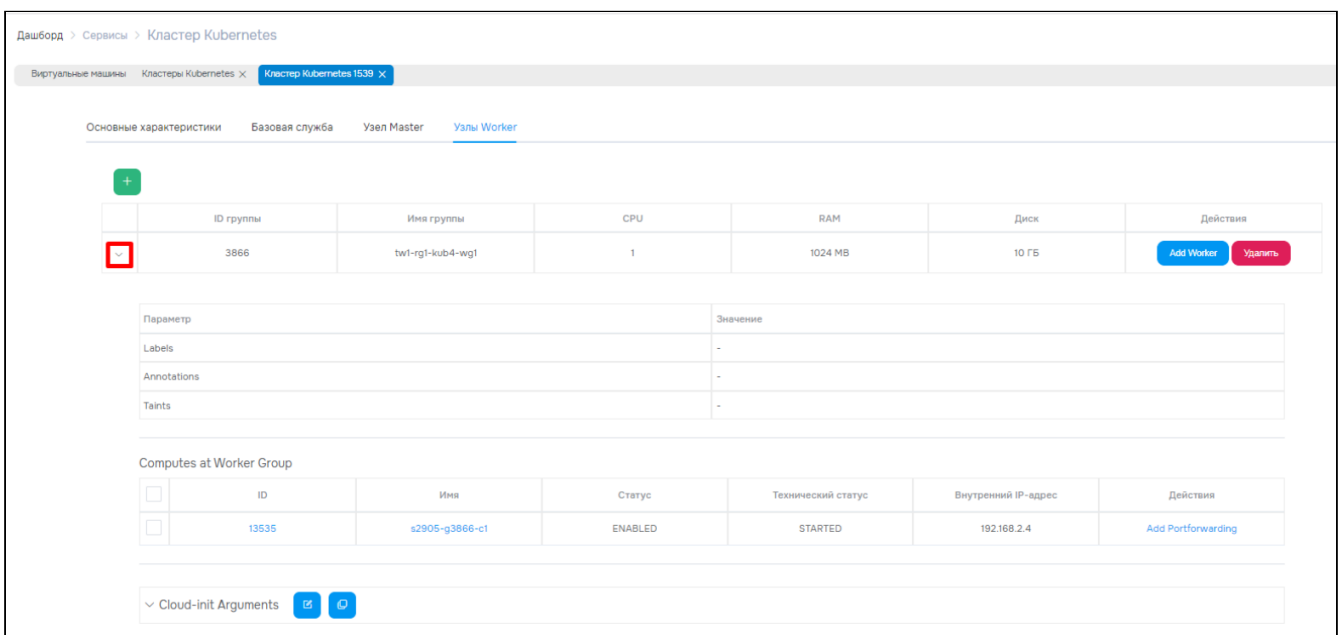 Дашборд > Сервисы > Кластер Kubernetes
Виртуальные машины Кластеры Kubernetes × Кластер Kubernetes 1539 ×
Основные характеристики Базовая служба Узел Master Узлы Worker
+
ID группы Имя группы CPU RAM Диск Действия
3866 tw1-rg1-kub4-wg1 1 1024 MB 10 ГБ Add Worker Удалить
Параметр Значение
Labels -
Annotations -
Taints -
Computes at Worker Group
ID Имя Статус Технический статус Внутренний IP-адрес Действия
13535 s2905-g3866-c1 ENABLED STARTED 192.168.2.4 Add Portforwarding
Cloud-init Arguments